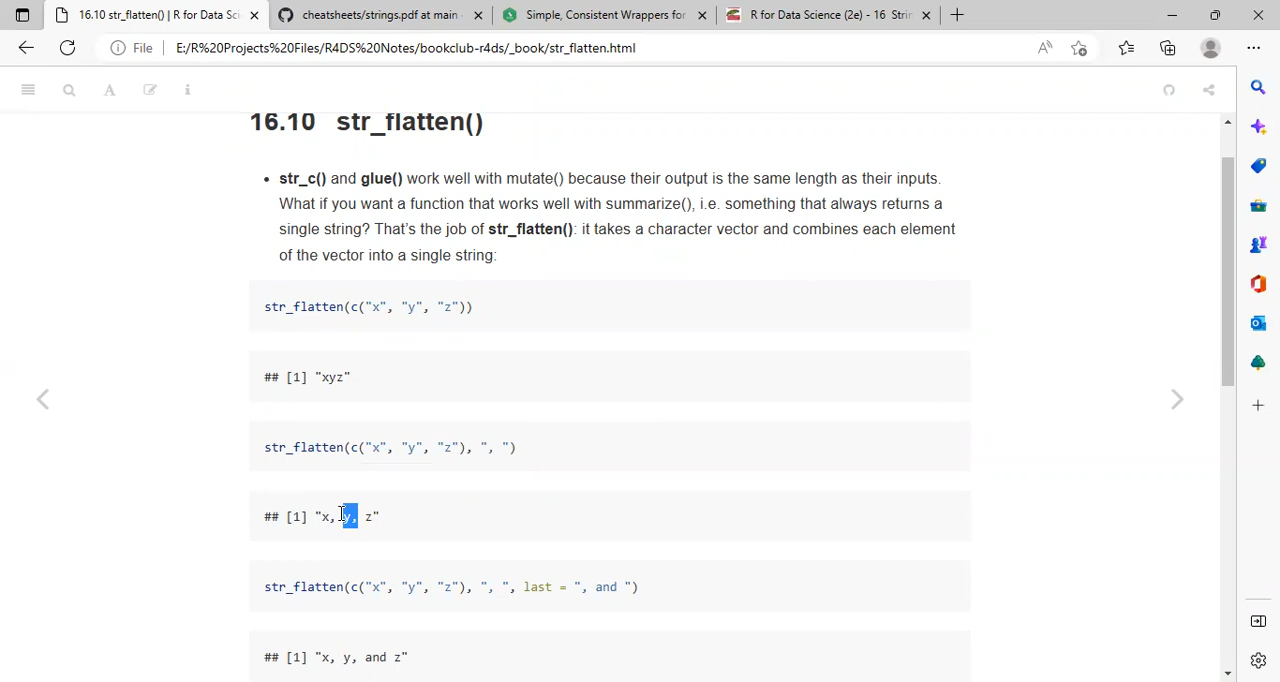 16.10 str_flatten() | R for Data Sci
cheatsheets/strings.pdf at main
Simple, Consistent Wrappers for
R for Data Science (2e) - 16 Strin
File
E:/R%20Projects%20Files/R4DS%20Notes/bookclub-r4ds/_book/str_flatten.html
16.10 str_flatten()
• str_c() and glue() work well with mutate() because their output is the same length as their inputs.
What if you want a function that works well with summarize(), i.e. something that always returns a
single string? That's the job of str_flatten(): it takes a character vector and combines each element
of the vector into a single string:
str_flatten(c("x", "y", "z"))
## [1] "xyz"
str_flatten(c("x", "y", "z"), ", ")
## [1] "x, y, z"
str_flatten(c("x", "y", "z"), ", ", last = ", and ")
## [1] "x, y, and z"